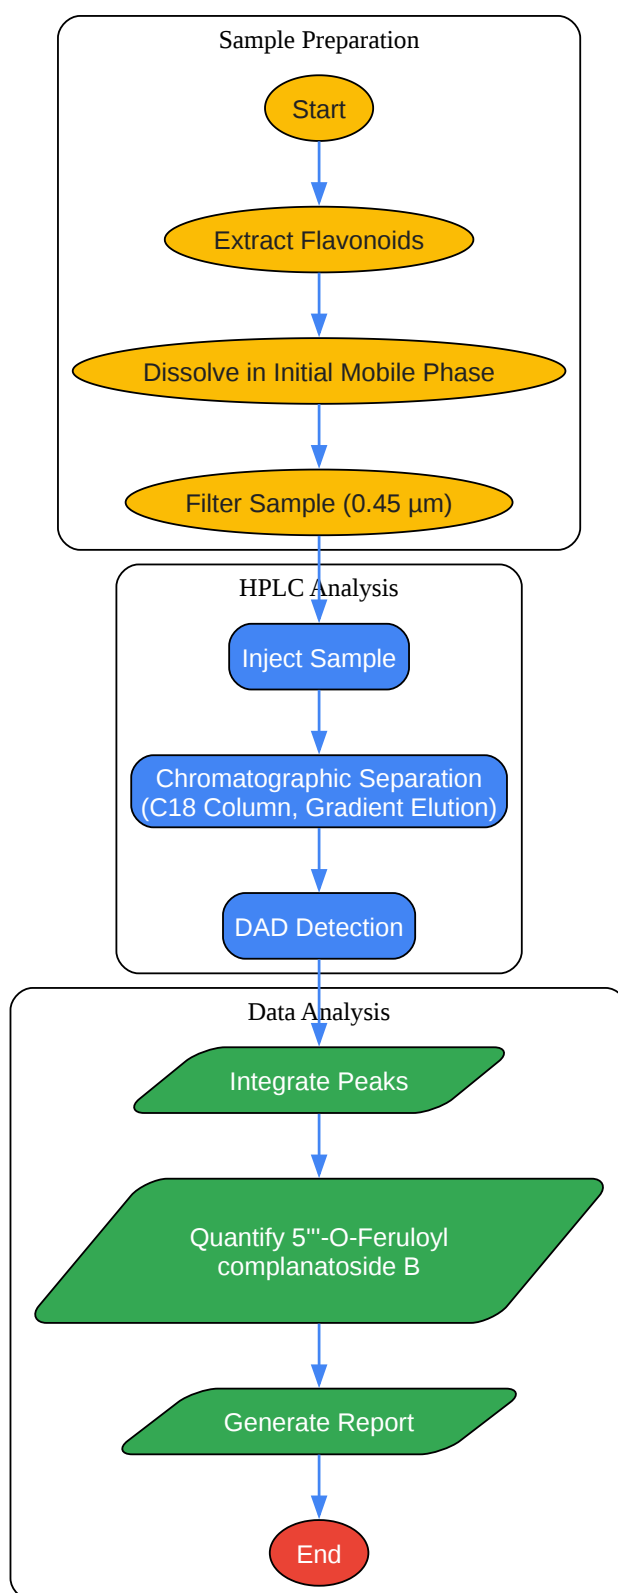 Sample Preparation
Start
Extract Flavonoids
Dissolve in Initial Mobile Phase
Filter Sample (0.45 µm)
HPLC Analysis
Inject Sample
Chromatographic Separation
(C18 Column, Gradient Elution)
DAD Detection
Data Analysis
Integrate Peaks
Quantify 5'''-O-Feruloyl
complanatoside B
Generate Report
End